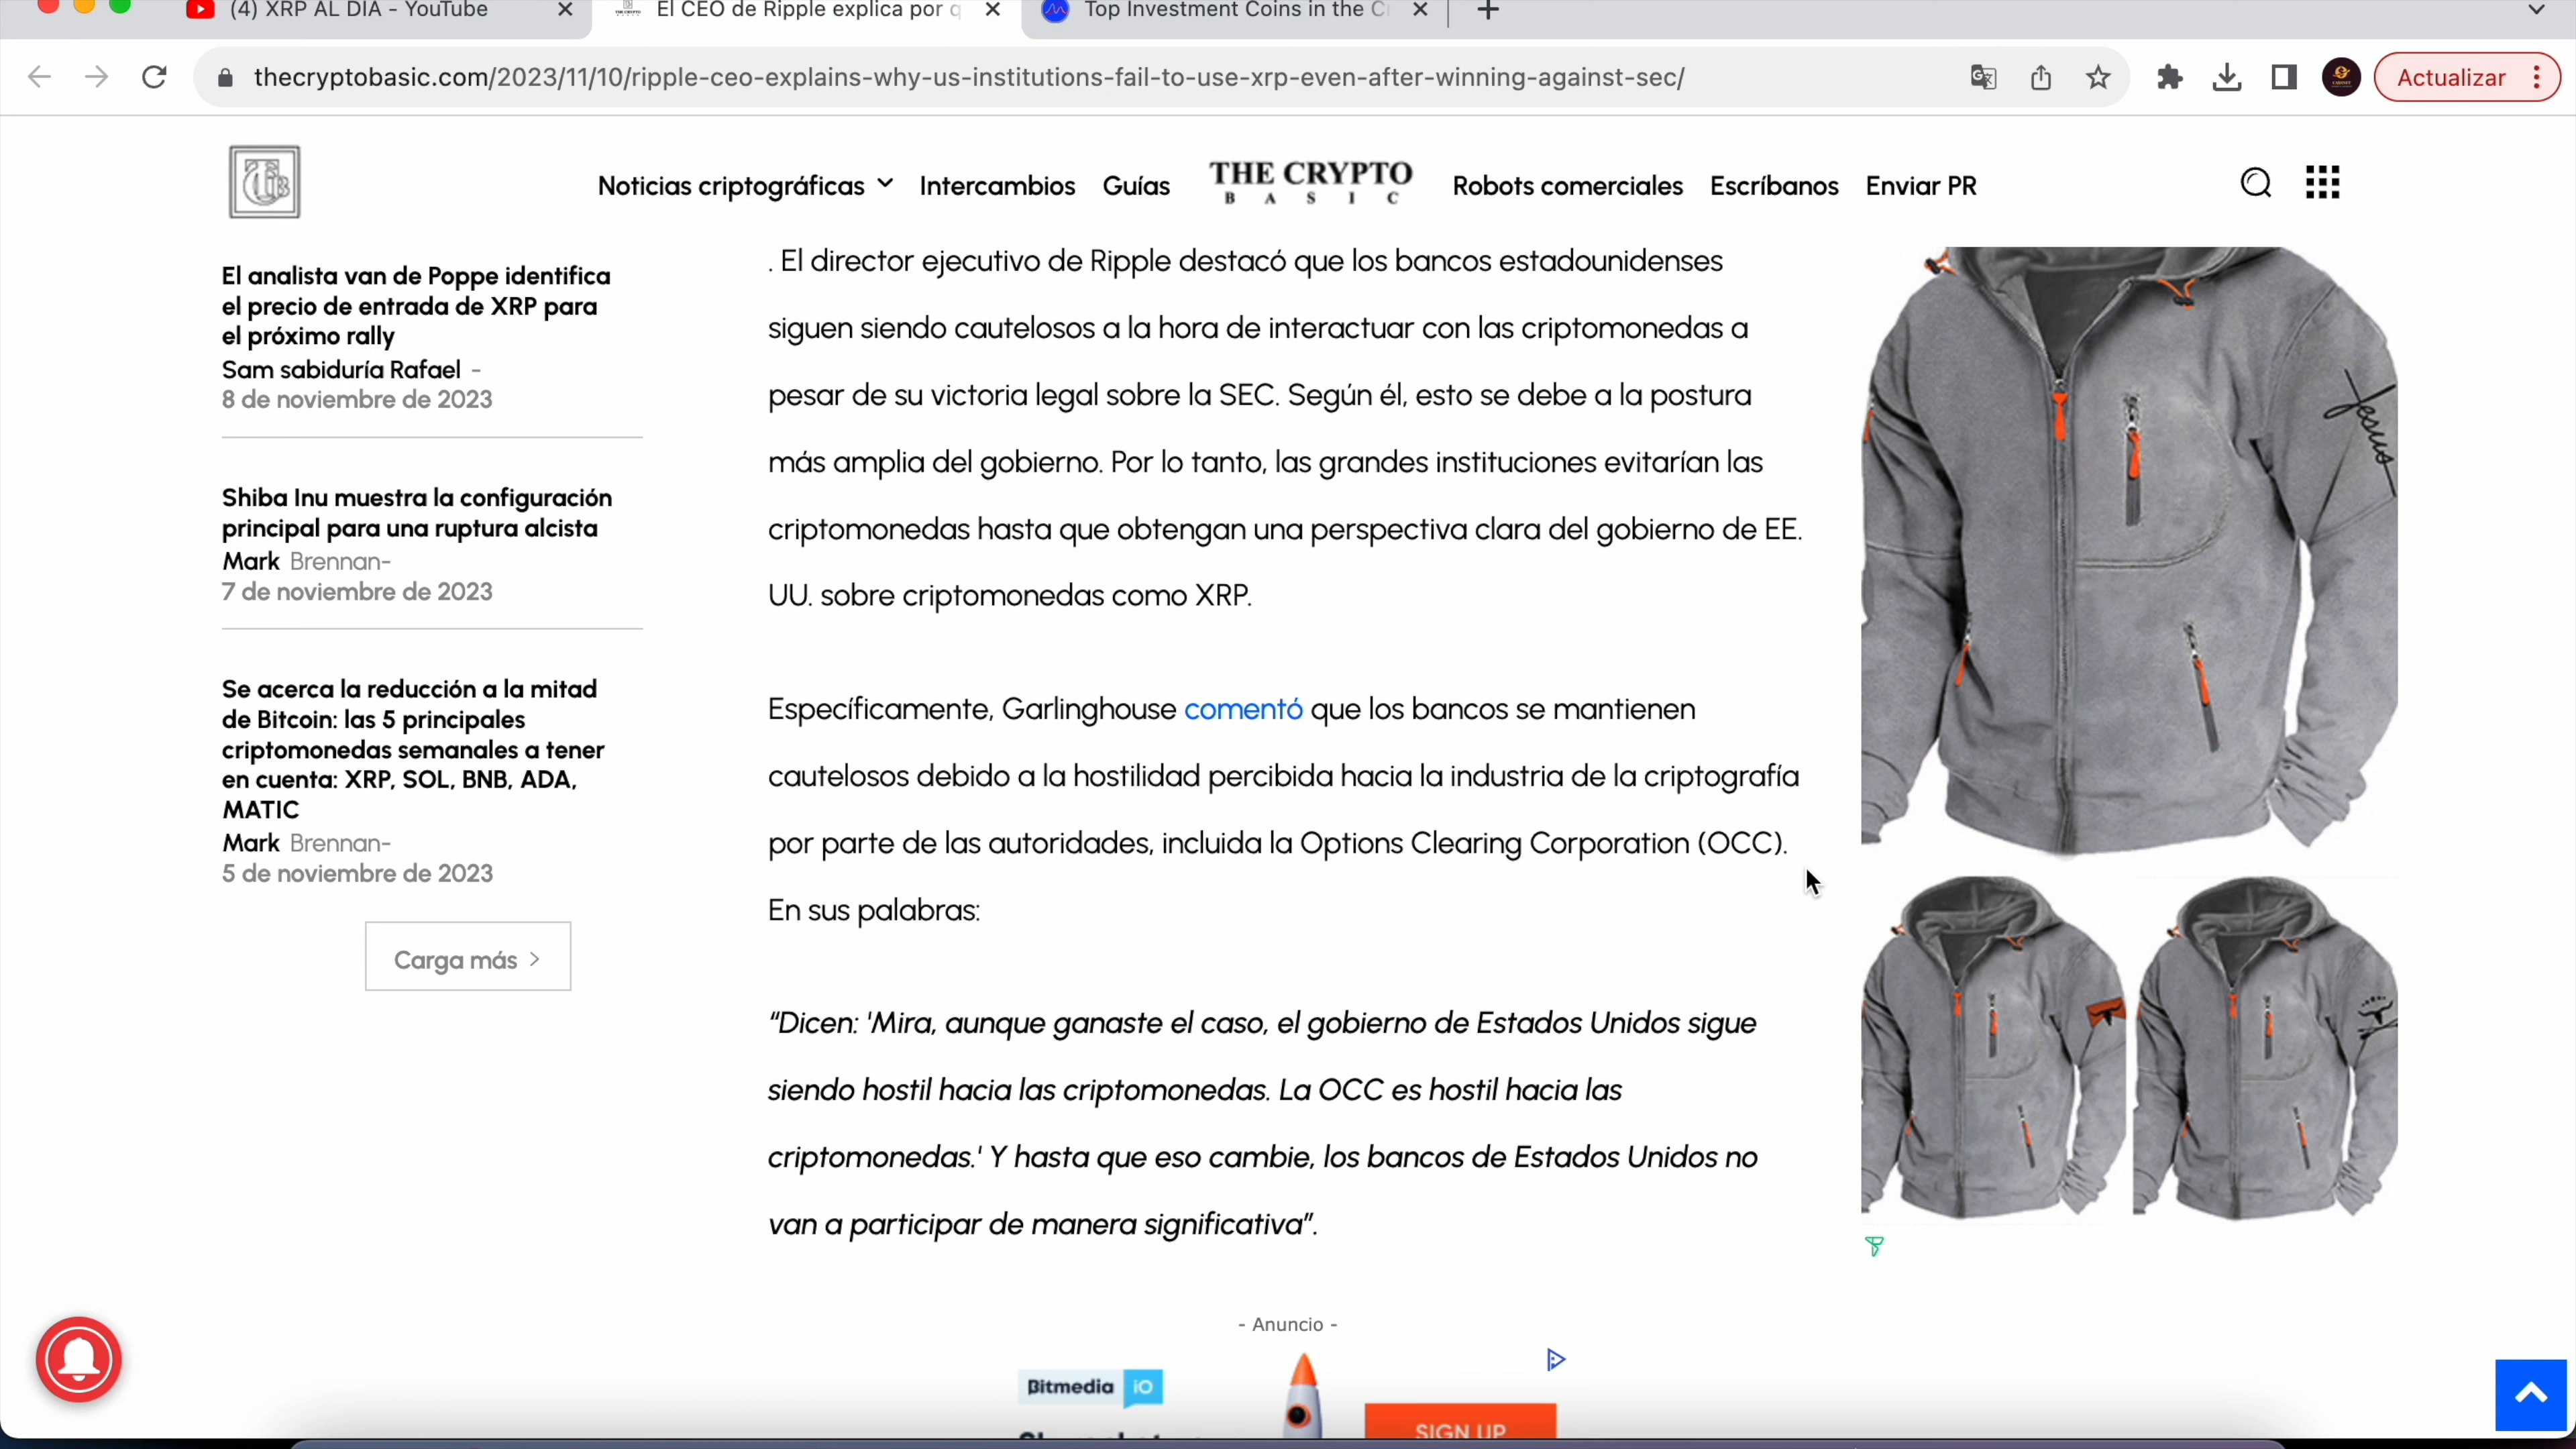 (4) XRP AL DIA - YouTube
El CEO de Ripple explica por q
Top Investment Coins in the Cr
thecryptobasic.com/2023/11/10/ripple-ceo-explains-why-us-institutions-fail-to-use-xrp-even-after-winning-against-sec/
Actualizar
Noticias criptográficas
Intercambios
Guías
THE CRYPTO
BASIC
Robots comerciales
Escríbanos
Enviar PR
El analista van de Poppe identifica
el precio de entrada de XRP para
el próximo rally
Sam sabiduría Rafael -
8 de noviembre de 2023
Shiba Inu muestra la configuración
principal para una ruptura alcista
Mark Brennan-
7 de noviembre de 2023
Se acerca la reducción a la mitad
de Bitcoin: las 5 principales
criptomonedas semanales a tener
en cuenta: XRP, SOL, BNB, ADA,
MATIC
Mark Brennan-
5 de noviembre de 2023
Carga más >
. El director ejecutivo de Ripple destacó que los bancos estadounidenses
siguen siendo cautelosos a la hora de interactuar con las criptomonedas a
pesar de su victoria legal sobre la SEC. Según él, esto se debe a la postura
más amplia del gobierno. Por lo tanto, las grandes instituciones evitarían las
criptomonedas hasta que obtengan una perspectiva clara del gobierno de EE.
UU. sobre criptomonedas como XRP.
Específicamente, Garlinghouse comentó que los bancos se mantienen
cautelosos debido a la hostilidad percibida hacia la industria de la criptografía
por parte de las autoridades, incluida la Options Clearing Corporation (OCC).
En sus palabras:
“Dicen: 'Mira, aunque ganaste el caso, el gobierno de Estados Unidos sigue
siendo hostil hacia las criptomonedas. La OCC es hostil hacia las
criptomonedas.' Y hasta que eso cambie, los bancos de Estados Unidos no
van a participar de manera significativa”.
Jesus
- Anuncio -
Bitmedia iO
SIGN UP